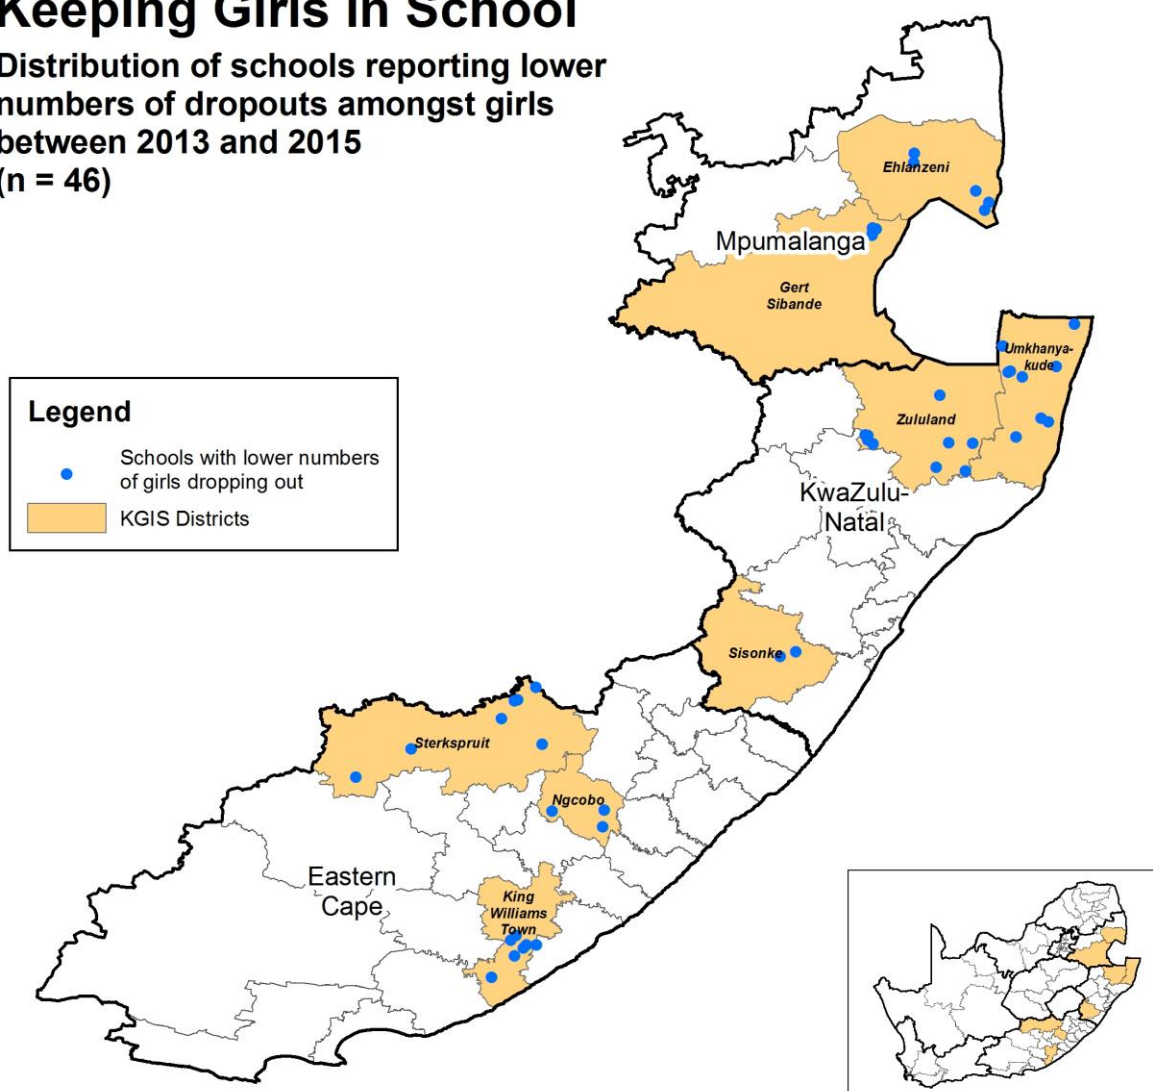 Keeping Girls in School
Distribution of schools reporting lower
numbers of dropouts amongst girls
between 2013 and 2015
(n = 46)
Ehlanzeni
Mpumalanga
Gert
Sibande
Umkhanya-
kude
Legend
Schools with lower numbers
of girls dropping out
KGIS Districts
Zululand
KwaZulu-
Natal
Sisonke
Sterkspruit
Ngcobo
Eastern
Cape
King
Williams
Town